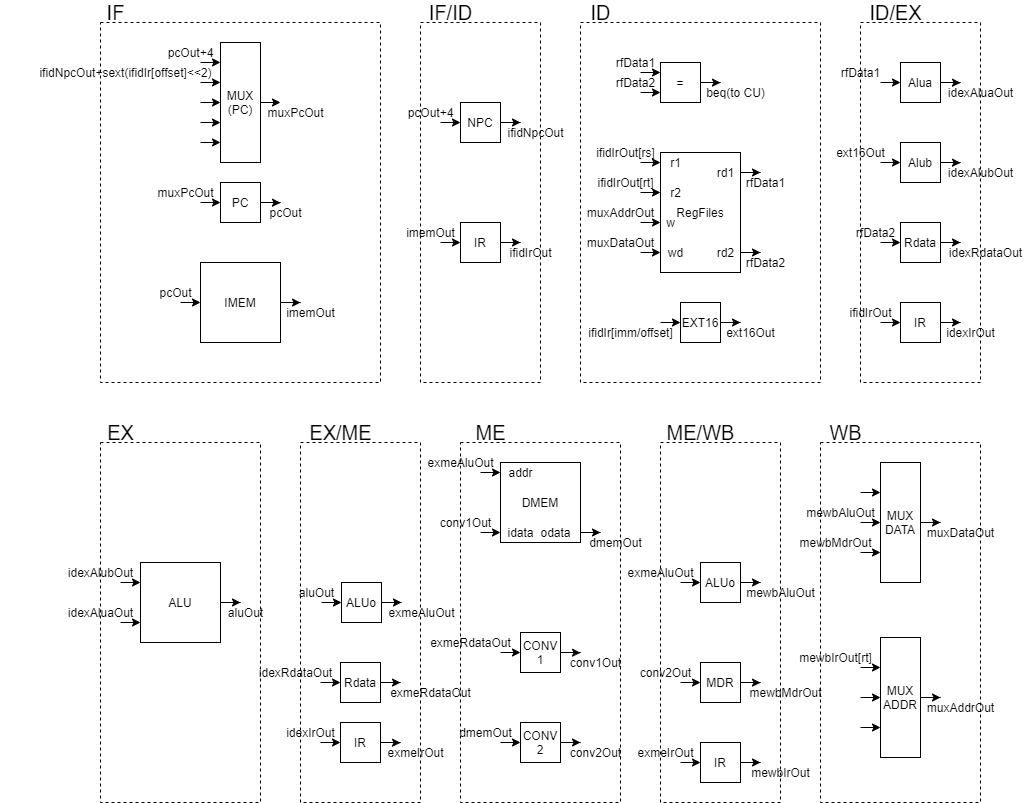 IF
pcOut+4
ifidNpcOut+sext(ifidIr[offset]<<2)
MUX
(PC)
muxPcOut
muxPcOut
PC
pcOut
pcOut
IMEM
imemOut
IF/ID
pcOut+4
NPC
ifidNpcOut
imemOut
IR
ifidIrOut
ID
rfData1
rfData2
=
beq(to CU)
ifidIrOut[rs]
ifidIrOut[rt]
muxAddrOut
muxDataOut
r1
r2
w
wd
RegFiles
rd1
rd2
rfData1
rfData2
ifidIr[imm/offset]
EXT16
ext16Out
ID/EX
rfData1
Alua
idexAluaOut
ext16Out
Alub
idexAlubOut
rfData2
Rdata
idexRdataOut
ifidIrOut
IR
idexIrOut
EX
idexAlubOut
idexAluaOut
ALU
aluOut
EX/ME
aluOut
ALUo
exmeAluOut
idexRdataOut
Rdata
exmeRdataOut
idexIrOut
IR
exmeIrOut
ME
exmeAluOut
addr
DMEM
conv1Out
idata odata
dmemOut
exmeRdataOut
CONV
1
conv1Out
dmemOut
CONV
2
conv2Out
ME/WB
exmeAluOut
ALUo
mewbAluOut
conv2Out
MDR
mewbMdrOut
exmeIrOut
IR
mewbIrOut
WB
mewbAluOut
mewbMdrOut
MUX
DATA
muxDataOut
mewbIrOut[rt]
MUX
ADDR
muxAddrOut